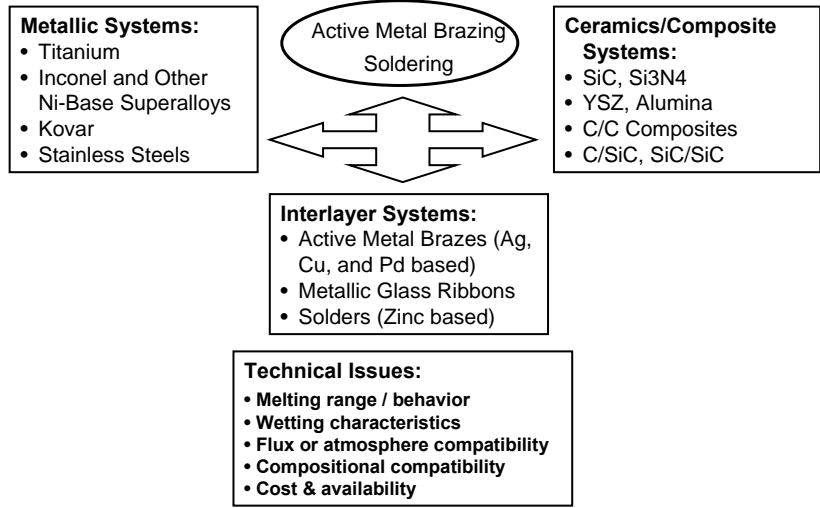 Metallic Systems:
• Titanium
• Inconel and Other
Ni-Base Superalloys
• Kovar
• Stainless Steels
Active Metal Brazing
Soldering
Ceramics/Composite
Systems:
• SiC, Si3N4
• YSZ, Alumina
• C/C Composites
• C/SiC, SiC/SiC
Interlayer Systems:
• Active Metal Brazes (Ag,
Cu, and Pd based)
• Metallic Glass Ribbons
• Solders (Zinc based)
Technical Issues:
• Melting range / behavior
• Wetting characteristics
• Flux or atmosphere compatibility
• Compositional compatibility
• Cost & availability